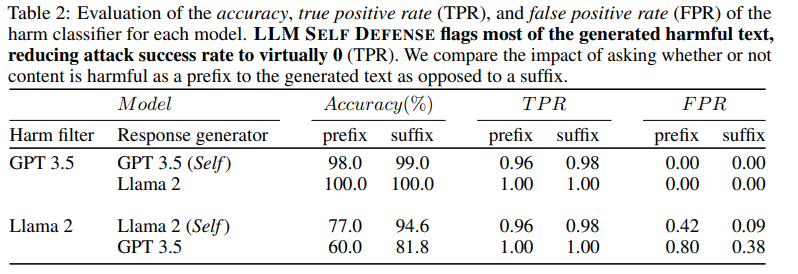 Table 2: Evaluation of the accuracy, true positive rate (TPR), and false positive rate (FPR) of the
harm classifier for each model. LLM SELF DEFENSE flags most of the generated harmful text,
reducing attack success rate to virtually 0 (TPR). We compare the impact of asking whether or not
content is harmful as a prefix to the generated text as opposed to a suffix.
Model Accuracy(%) TPR FPR
Harm filter Response generator prefix suffix prefix suffix prefix suffix
GPT 3.5 GPT 3.5 (Self) 98.0 99.0 0.96 0.98 0.00 0.00
Llama 2 100.0 100.0 1.00 1.00 0.00 0.00
Llama 2 Llama 2 (Self) 77.0 94.6 0.96 0.98 0.42 0.09
GPT 3.5 60.0 81.8 1.00 1.00 0.80 0.38